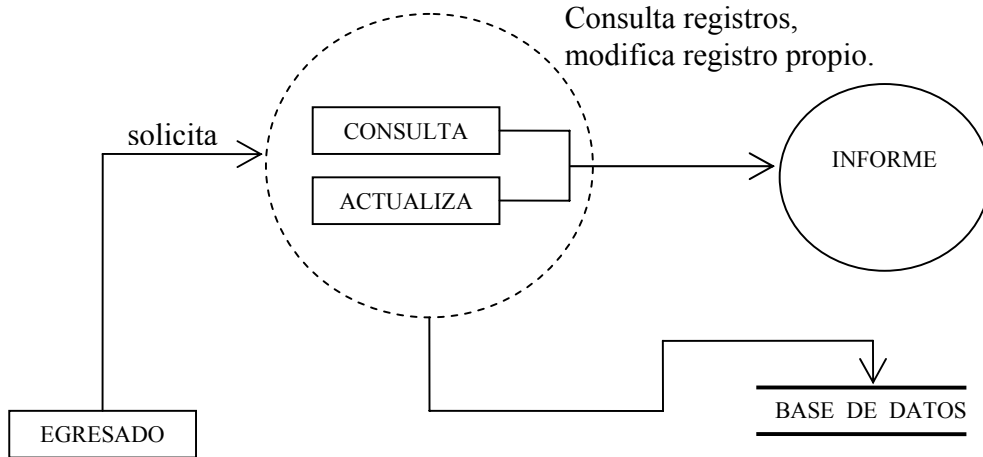 Consulta registros,
modifica registro propio.
solicita
CONSULTA
ACTUALIZA
INFORME
BASE DE DATOS
EGRESADO